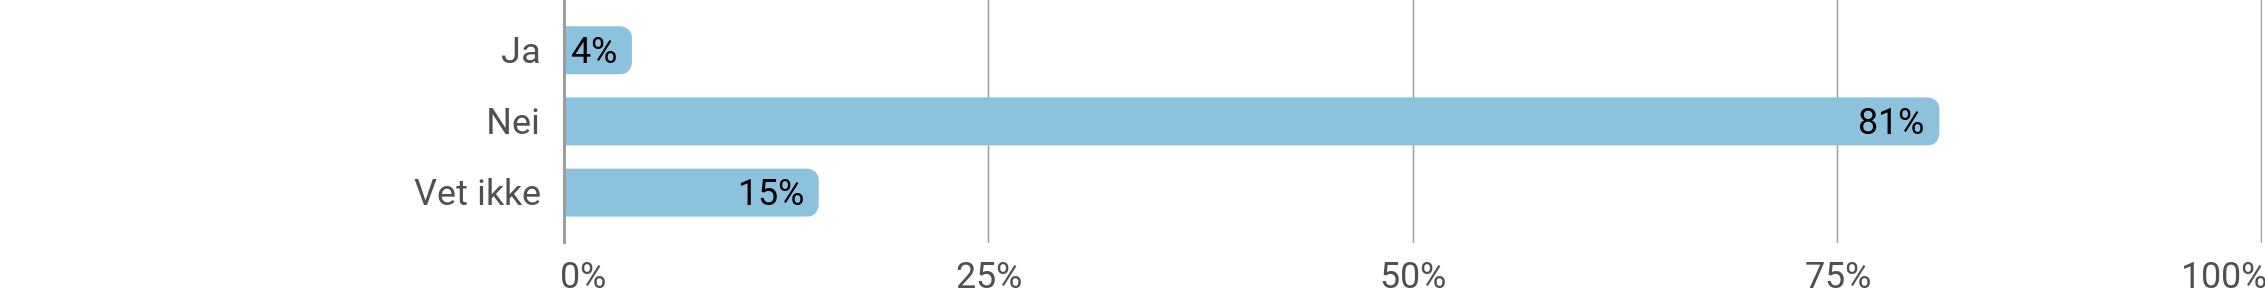 Ja 4%
Nei 81%
Vet ikke 15%
0% 25% 50% 75% 100%